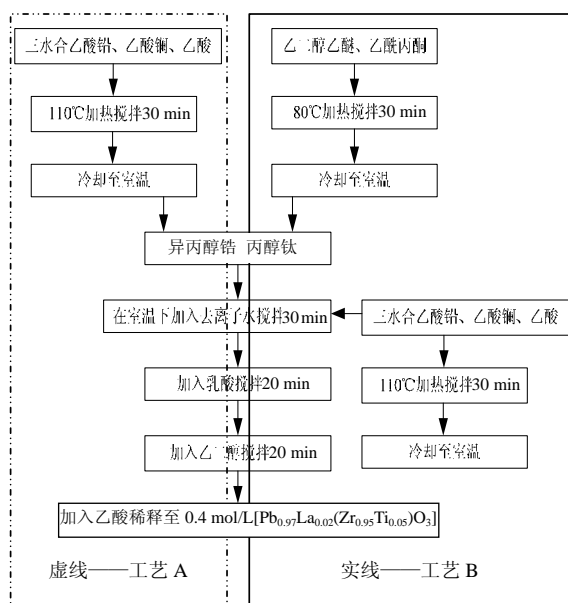 三水合乙酸铅、乙酸镧、乙酸
乙二醇乙醚、乙酰丙酮
110℃加热搅拌30 min
80℃加热搅拌30 min
冷却至室温
冷却至室温
异丙醇锆 丙醇钛
在室温下加入去离子水搅拌30 min
三水合乙酸铅、乙酸镧、乙酸
加入乳酸搅拌20 min
110℃加热搅拌30 min
加入乙二醇搅拌20 min
冷却至室温
加入乙酸稀释至 0.4 mol/L[Pb0.97La0.02(Zr0.95Ti0.05)O3]
虚线——工艺 A
实线——工艺 B